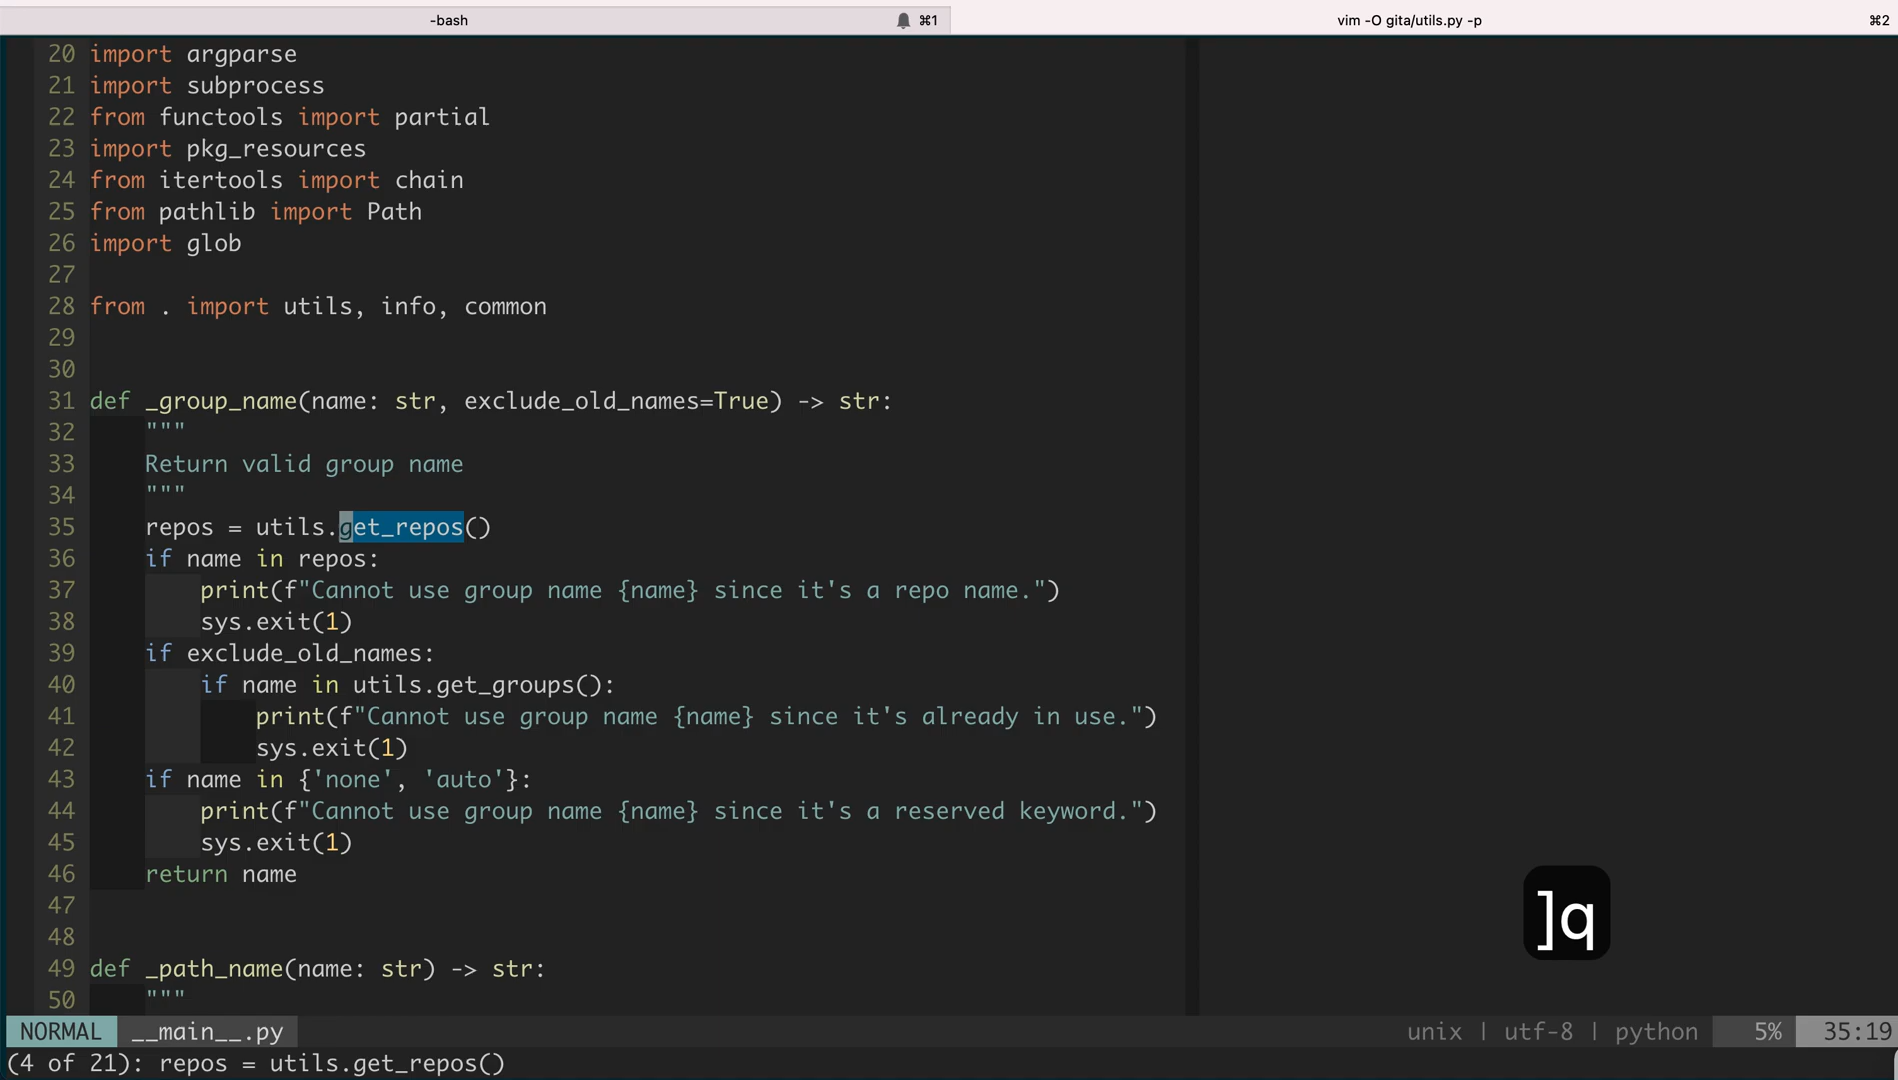 -bash ⌘1 vim -O gita/utils.py -p ⌘2
20 import argparse
21 import subprocess
22 from functools import partial
23 import pkg_resources
24 from itertools import chain
25 from pathlib import Path
26 import glob
27
28 from . import utils, info, common
29
30
31 def _group_name(name: str, exclude_old_names=True) -> str:
32     """
33     Return valid group name
34     """
35     repos = utils.get_repos()
36     if name in repos:
37         print(f"Cannot use group name {name} since it's a repo name.")
38         sys.exit(1)
39     if exclude_old_names:
40         if name in utils.get_groups():
41             print(f"Cannot use group name {name} since it's already in use.")
42             sys.exit(1)
43     if name in {'none', 'auto'}:
44         print(f"Cannot use group name {name} since it's a reserved keyword.")
45         sys.exit(1)
46     return name
47
48
49 def _path_name(name: str) -> str:
50     """
]q
NORMAL __main__.py unix | utf-8 | python 5% 35:19
(4 of 21): repos = utils.get_repos()